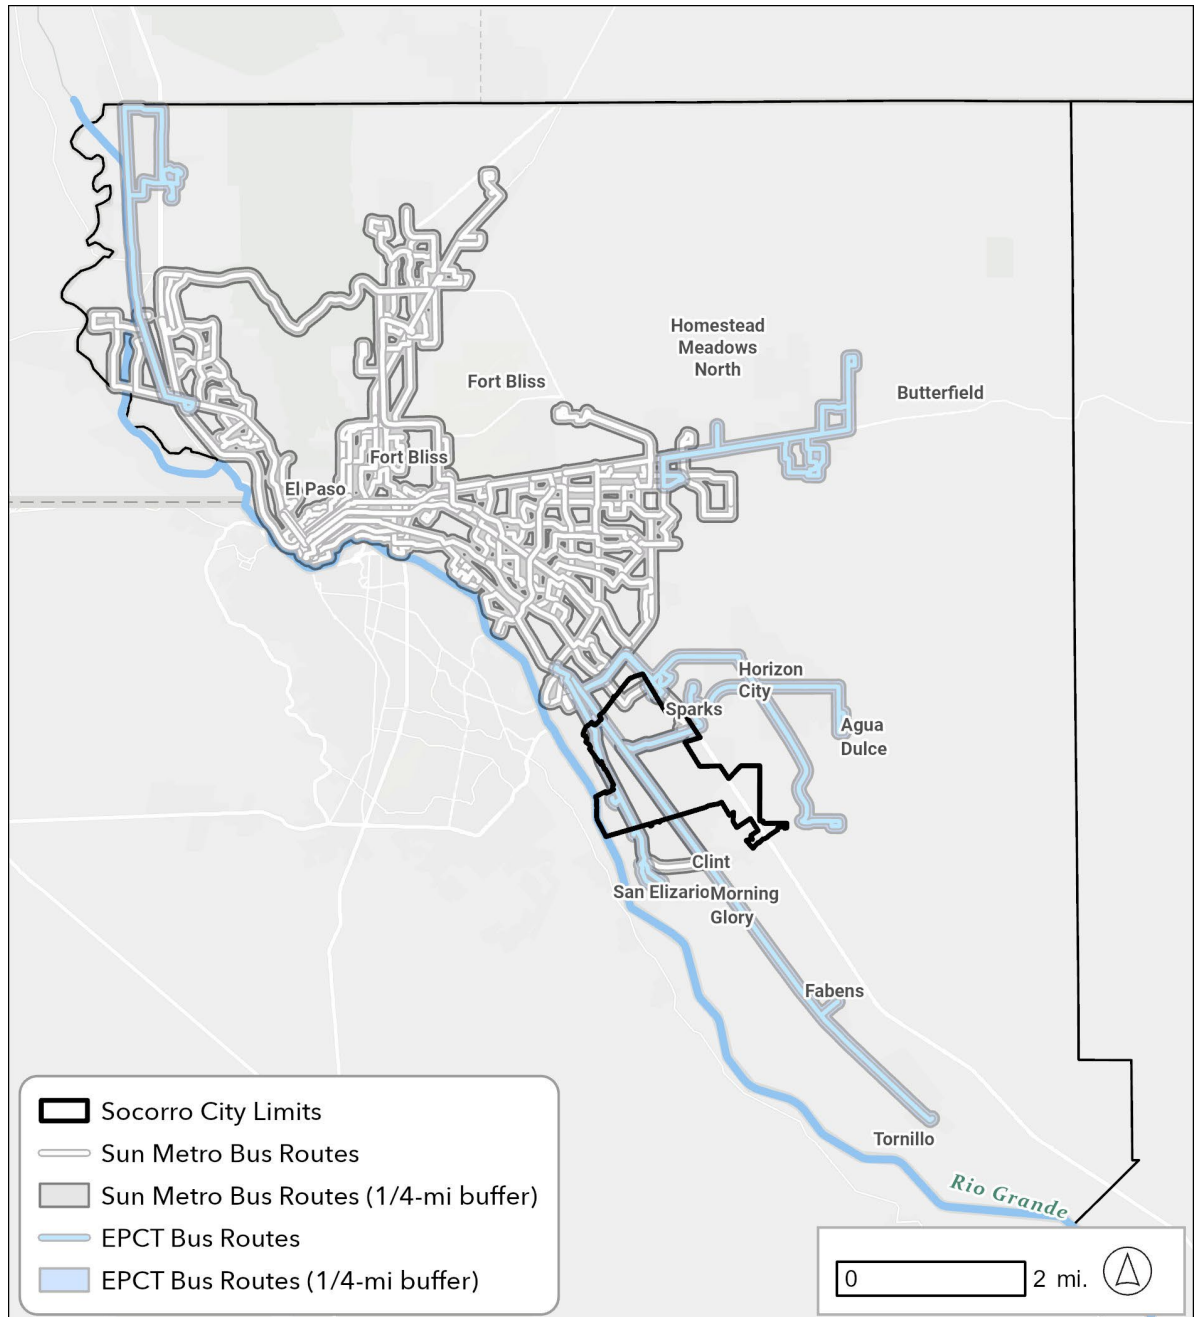 Homestead
Meadows
North
Fort Bliss
Butterfield
Fort Bliss
El Paso
Horizon
City
Sparks
Agua
Dulce
Clint
San Elizario
Morning
Glory
Fabens
Tornillo
Rio Grande
Socorro City Limits
Sun Metro Bus Routes
Sun Metro Bus Routes (1/4-mi buffer)
EPCT Bus Routes
EPCT Bus Routes (1/4-mi buffer)
0 2 mi.